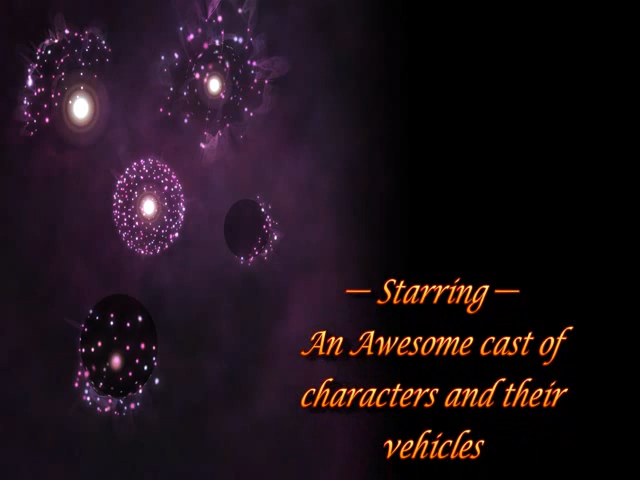 — Starring —
An Awesome cast of
characters and their
vehicles